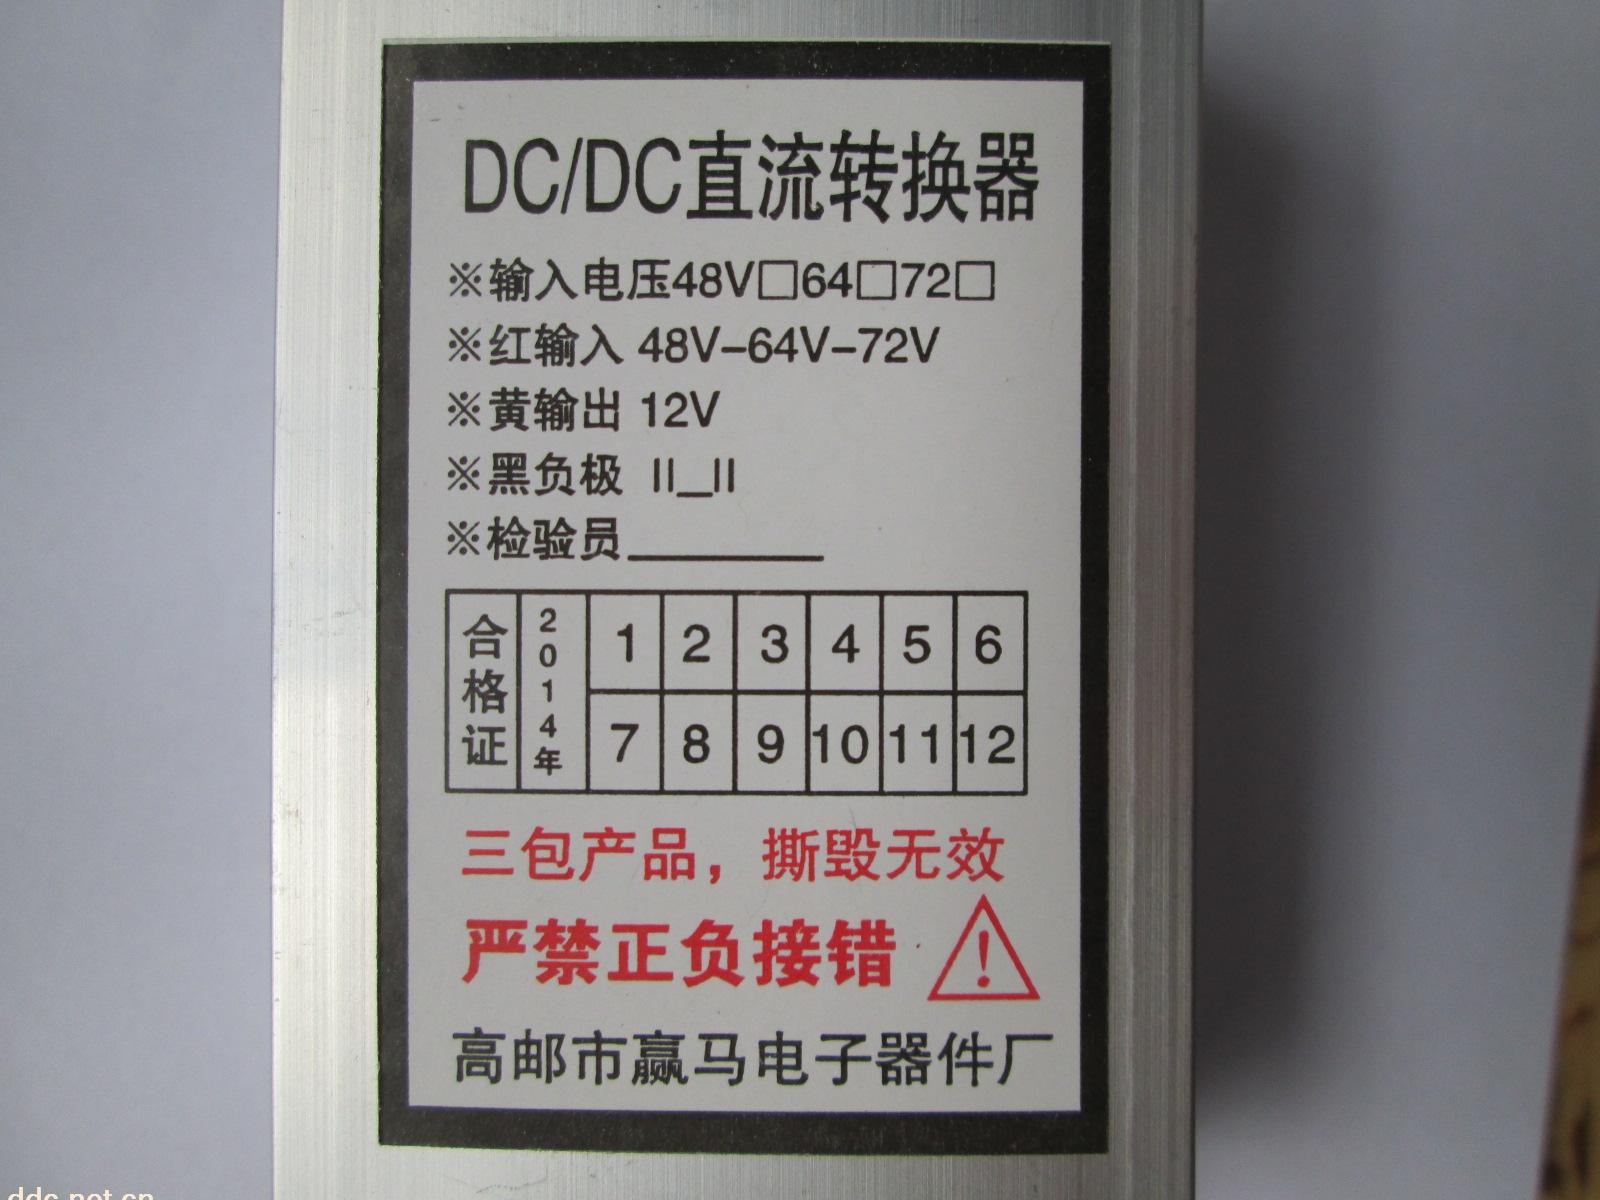 DC/DC直流转换器
※输入电压48V□64□72□
※红输入 48V-64V-72V
※黄输出 12V
※黑负极 II_II
※检验员________
合格证 2014年 1 2 3 4 5 6
7 8 9 10 11 12
三包产品，撕毁无效
严禁正负接错 !
高邮市赢马电子器件厂